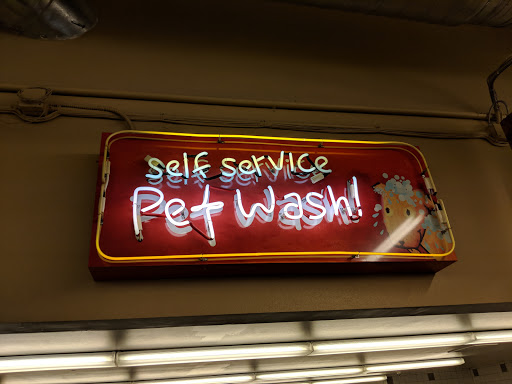 self service
Pet Wash!